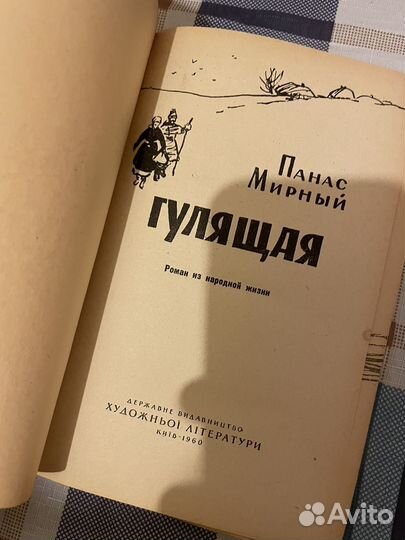 ПАНАС
МИРНЫЙ
ГУЛЯЩАЯ
Роман из народной жизни
ДЕРЖАВНЕ ВИДАВНИЦТВО
ХУДОЖНЬОЇ ЛІТЕРАТУРИ
КИЇВ—1960
Avito